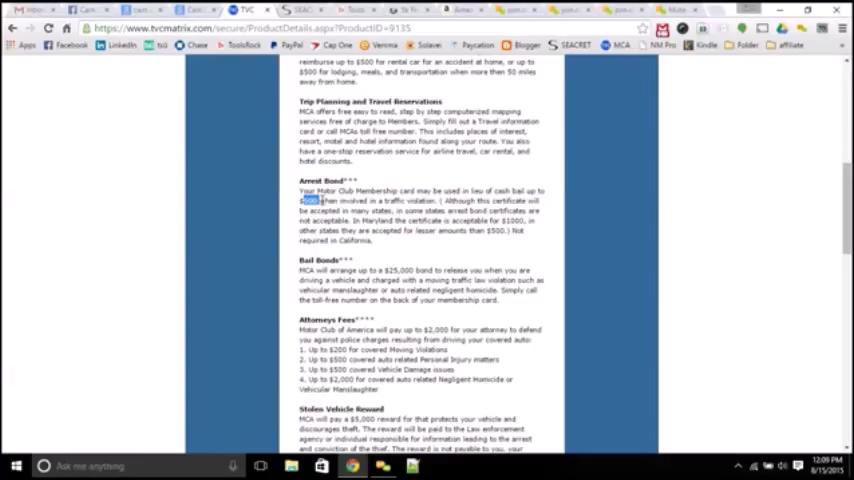 TVC
SEACRET
https://www.tvcmatrix.com/secure/ProductDetails.aspx?ProductID=9135
Apps Facebook LinkedIn tsū Chase ToolsRock PayPal Cap One Vemma Silver Paycation Blogger SEACRET MCA NM Pro Kindle Folder affiliate
reimburse up to $500 for rental car for an accident at home, or up to
$500 for lodging, meals, and transportation when more then 50 miles
away from home.
Trip Planning and Travel Reservations
MCA offers free easy to read, step by step computerized mapping
services free of charge to Members. Simply fill out a Travel information
card or call MCAs toll free number. This includes places of interest,
resort, motel and hotel information found along your route. You also
have a one-stop reservation service for airline travel, car rental, and
hotel discounts.
Arrest Bond***
Your Motor Club Membership card may be used in lieu of cash bail up to
$500 when involved in a traffic violation. ( Although this certificate will
be accepted in many states, in some states arrest bond certificates are
not acceptable. In Maryland the certificate is acceptable for $1000, in
other states they are accepted for lesser amounts than $500.) Not
required in California.
Bail Bonds***
MCA will arrange up to a $25,000 bond to release you when you are
driving a vehicle and charged with a moving traffic law violation such as
vehicular manslaughter or auto related negligent homicide. Simply call
the toll-free number on the back of your membership card.
Attorneys Fees****
Motor Club of America will pay up to $2,000 for your attorney to defend
you against police charges resulting from driving your covered auto:
1. Up to $200 for covered Moving Violations
2. Up to $500 covered auto related Personal Injury matters
3. Up to $500 covered Vehicle Damage issues
4. Up to $2,000 for covered auto related Negligent Homicide or
Vehicular Manslaughter
Stolen Vehicle Reward
MCA will pay a $5,000 reward for that protects your vehicle and
discourages theft. The reward will be paid to the Law enforcement
agency or individual responsible for information leading to the arrest
and conviction of the thief. The reward is not payable to you, your
Ask me anything
12:09 PM
8/15/2015